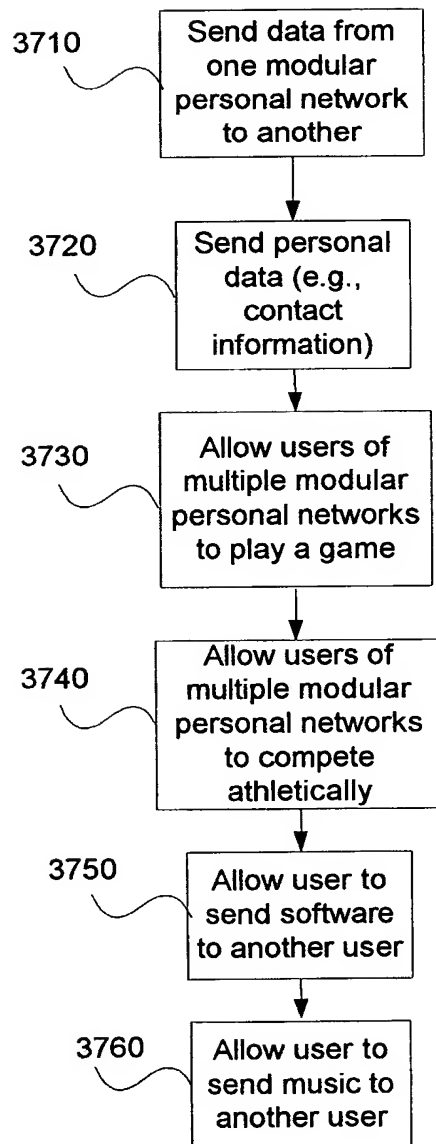 3710
Send data from
one modular
personal network
to another
3720
Send personal
data (e.g.,
contact
information)
3730
Allow users of
multiple modular
personal networks
to play a game
3740
Allow users of
multiple modular
personal networks
to compete
athletically
3750
Allow user to
send software
to another user
3760
Allow user to
send music to
another user